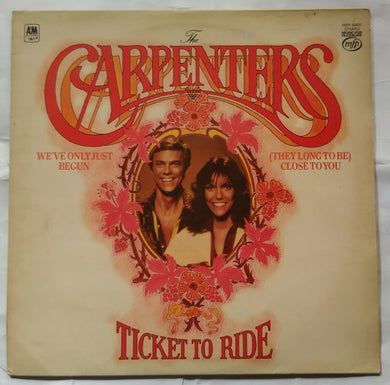 A&M
The
mfp
CARPENTERS
WE'VE ONLY JUST
BEGUN
(THEY LONG TO BE)
CLOSE TO YOU
TICKET TO RIDE